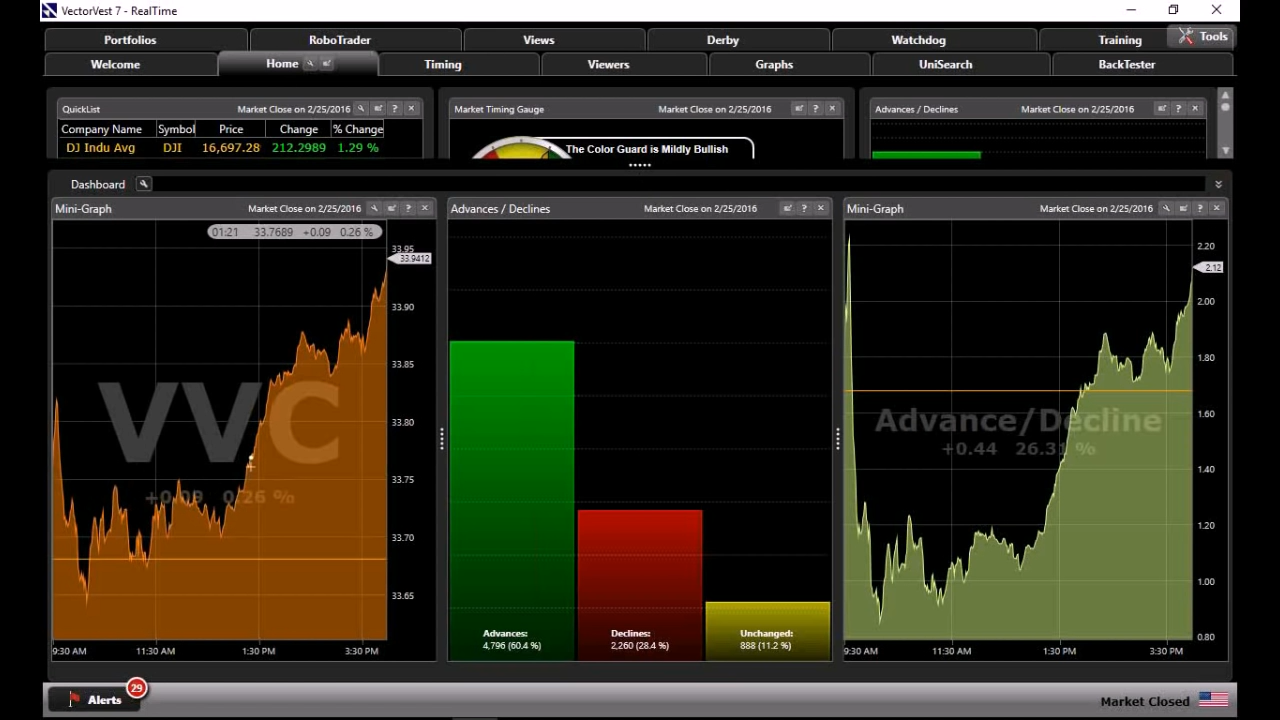 VectorVest 7 - RealTime
Portfolios RoboTrader Views Derby Watchdog Training Tools
Welcome Home Timing Viewers Graphs UniSearch BackTester
QuickList Market Close on 2/25/2016 ?
Company Name Symbol Price Change % Change
DJ Indu Avg DJI 16,697.28 212.2989 1.29 %
Market Timing Gauge Market Close on 2/25/2016 ?
The Color Guard is Mildly Bullish
Advances / Declines Market Close on 2/25/2016 ?
Dashboard
Mini-Graph Market Close on 2/25/2016 ?
01:21 33.7689 +0.09 0.26 %
33.95
33.9412
33.90
33.85
33.80
33.75
33.70
33.65
VVC
+0.09 0.26 %
9:30 AM 11:30 AM 1:30 PM 3:30 PM
Advances / Declines Market Close on 2/25/2016 ?
Advances: Declines: Unchanged:
4,796 (60.4 %) 2,260 (28.4 %) 888 (11.2 %)
Mini-Graph Market Close on 2/25/2016 ?
2.20
2.12
2.00
1.80
1.60
1.40
1.20
1.00
0.80
Advance/Decline
+0.44 26.31 %
9:30 AM 11:30 AM 1:30 PM 3:30 PM
Alerts 29
Market Closed